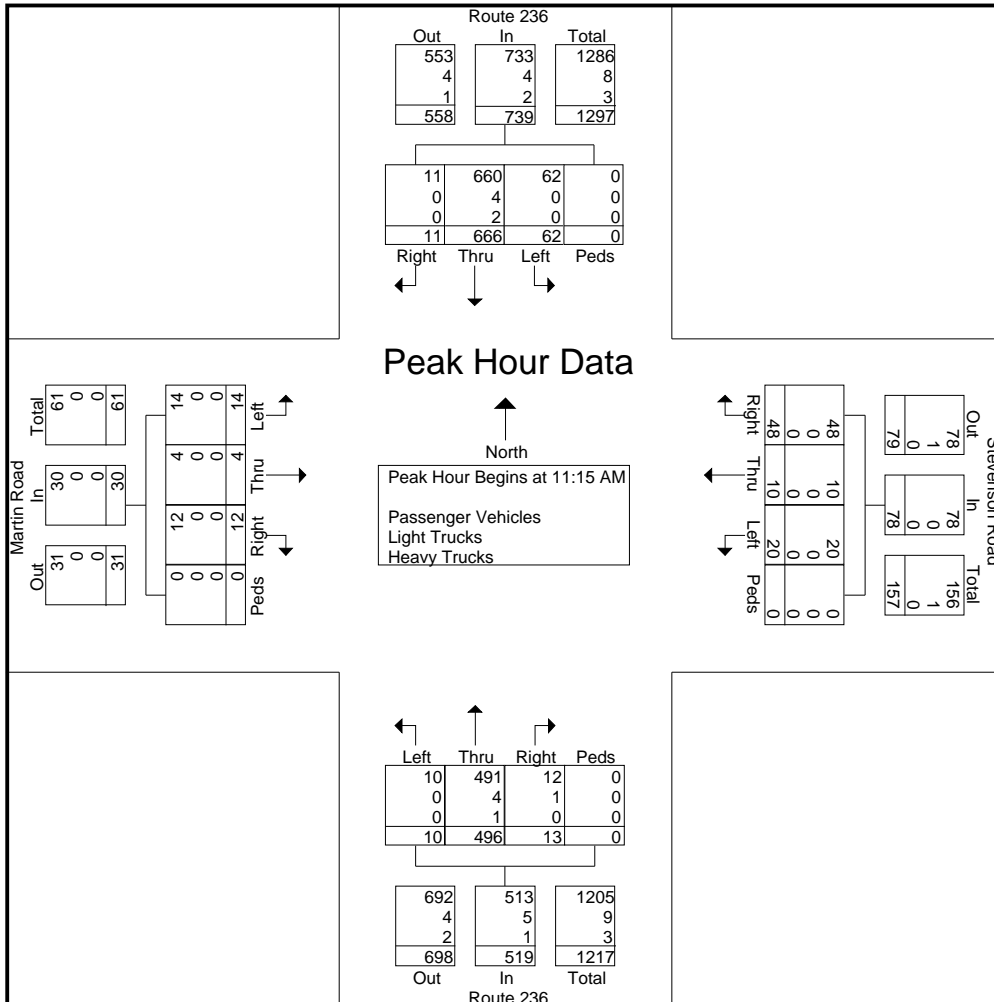 Route 236
Out In Total
553 733 1286
4 4 8
1 2 3
558 739 1297
11 660 62 0
0 4 0 0
0 2 0 0
11 666 62 0
Right Thru Left Peds
Peak Hour Data
North
Peak Hour Begins at 11:15 AM
Passenger Vehicles
Light Trucks
Heavy Trucks
Martin Road
Out In Total
31 30 61
0 0 0
0 0 0
31 30 61
0 12 4 14
0 0 0 0
0 0 0 0
0 12 4 14
Peds Right Thru Left
Stevenson Road
Out In Total
78 78 156
1 0 1
0 0 0
79 78 157
48 10 20 0
0 0 0 0
0 0 0 0
48 10 20 0
Right Thru Left Peds
Left Thru Right Peds
10 491 12 0
0 4 1 0
0 1 0 0
10 496 13 0
692 513 1205
4 5 9
2 1 3
698 519 1217
Out In Total
Route 236